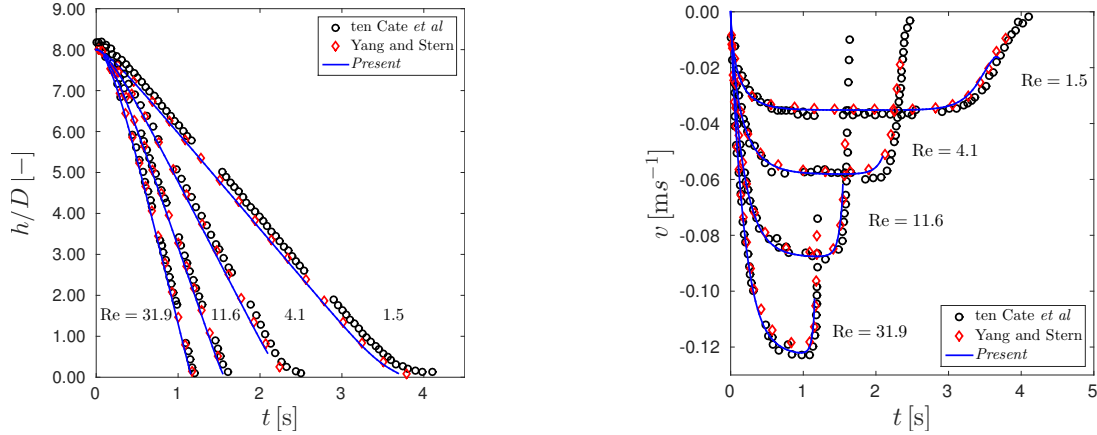 9.00
8.00
7.00
6.00
5.00
4.00
3.00
2.00
1.00
0.00
h/D [−]
0 1 2 3 4
t [s]
ten Cate et al
Yang and Stern
Present
Re = 31.9 11.6 4.1 1.5
0.00
-0.02
-0.04
-0.06
-0.08
-0.10
-0.12
v [ms⁻¹]
0 1 2 3 4 5
t [s]
Re = 1.5
Re = 4.1
Re = 11.6
Re = 31.9
ten Cate et al
Yang and Stern
Present